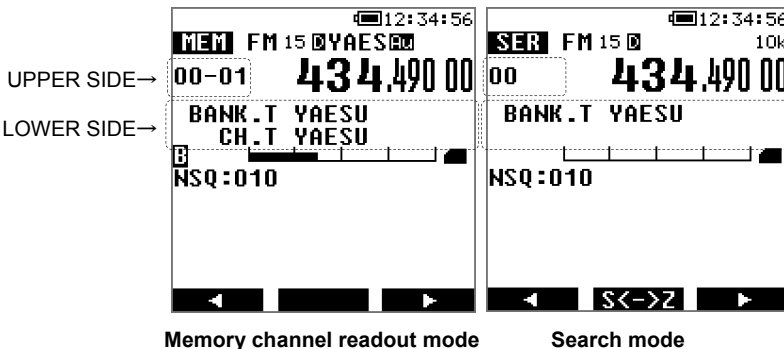 12:34:56
MEM FM 15 D YAES Au
00-01 434.490 00
BANK.T YAESU
CH.T YAESU
B
NSQ:010
12:34:56
SER FM 15 D 10k
00 434.490 00
BANK.T YAESU
NSQ:010
S<->Z
UPPER SIDE→
LOWER SIDE→
Memory channel readout mode
Search mode